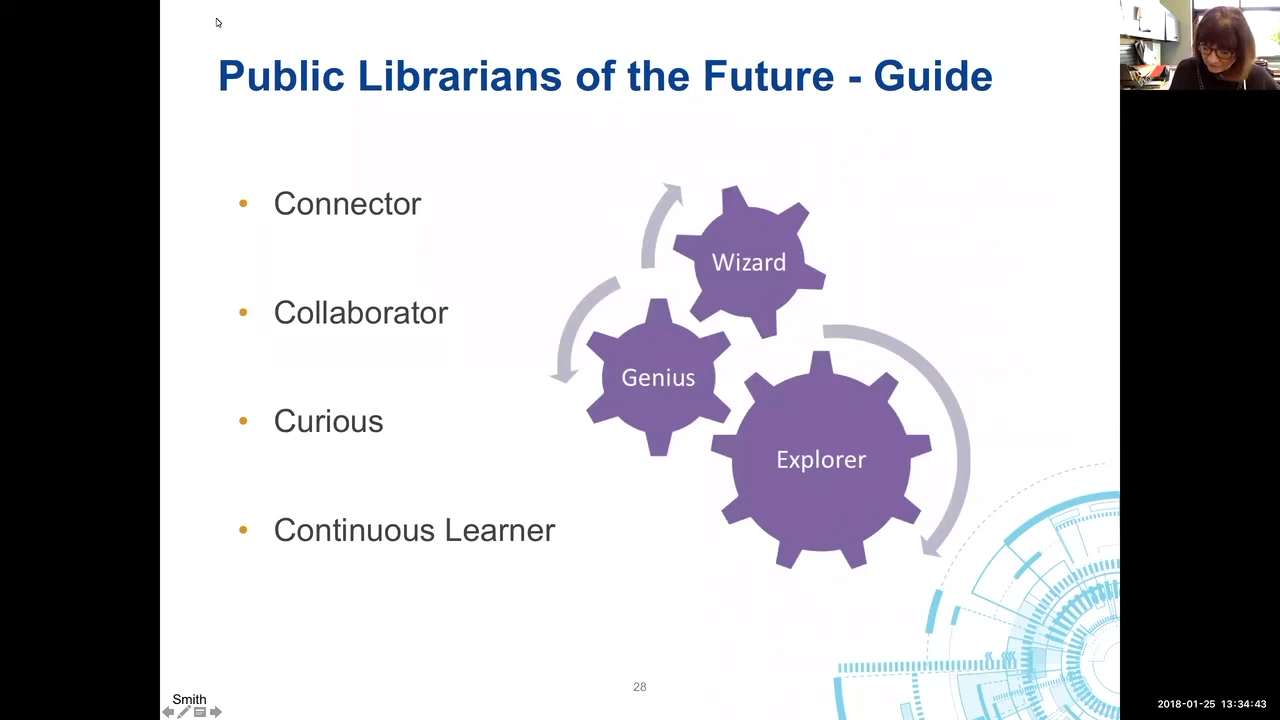 Public Librarians of the Future - Guide
• Connector
• Collaborator
• Curious
• Continuous Learner
Wizard
Genius
Explorer
28
Smith
2018-01-25 13:34:43